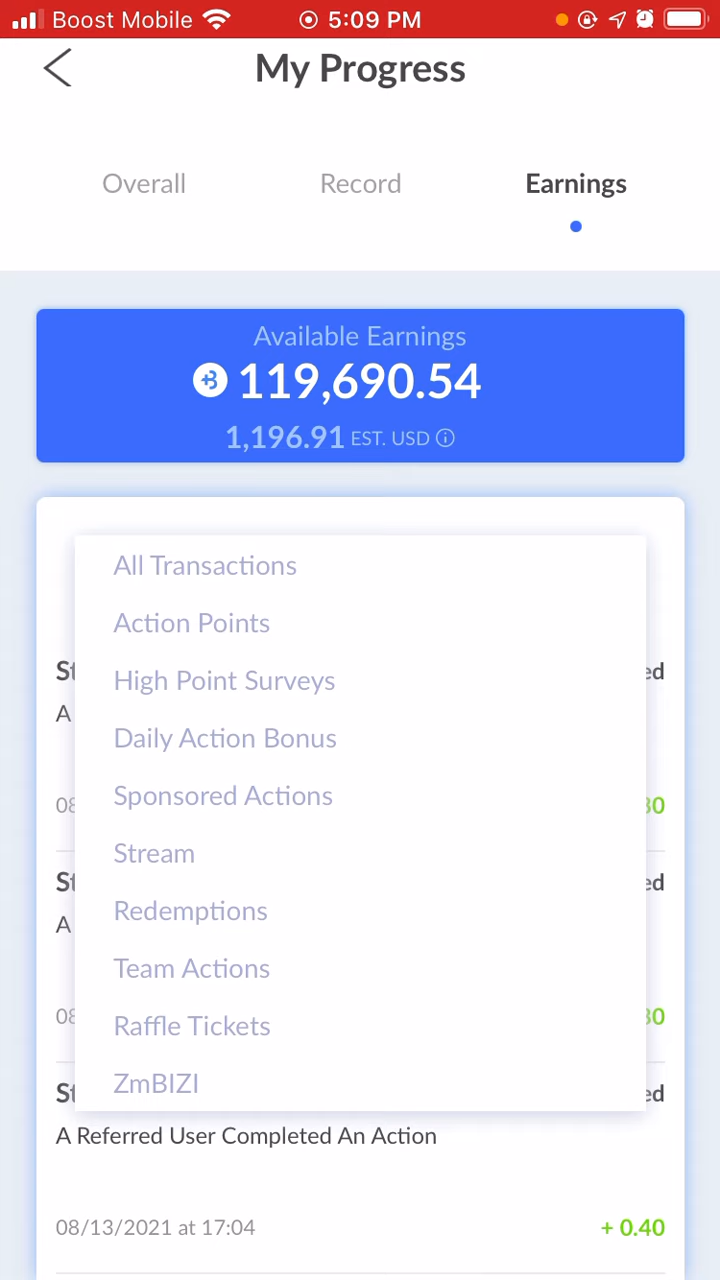 Boost Mobile 5:09 PM
My Progress
Overall Record Earnings
Available Earnings
119,690.54
1,196.91 EST. USD
All Transactions
Action Points
High Point Surveys
Daily Action Bonus
Sponsored Actions
Stream
Redemptions
Team Actions
Raffle Tickets
ZmBIZI
A Referred User Completed An Action
08/13/2021 at 17:04 + 0.40